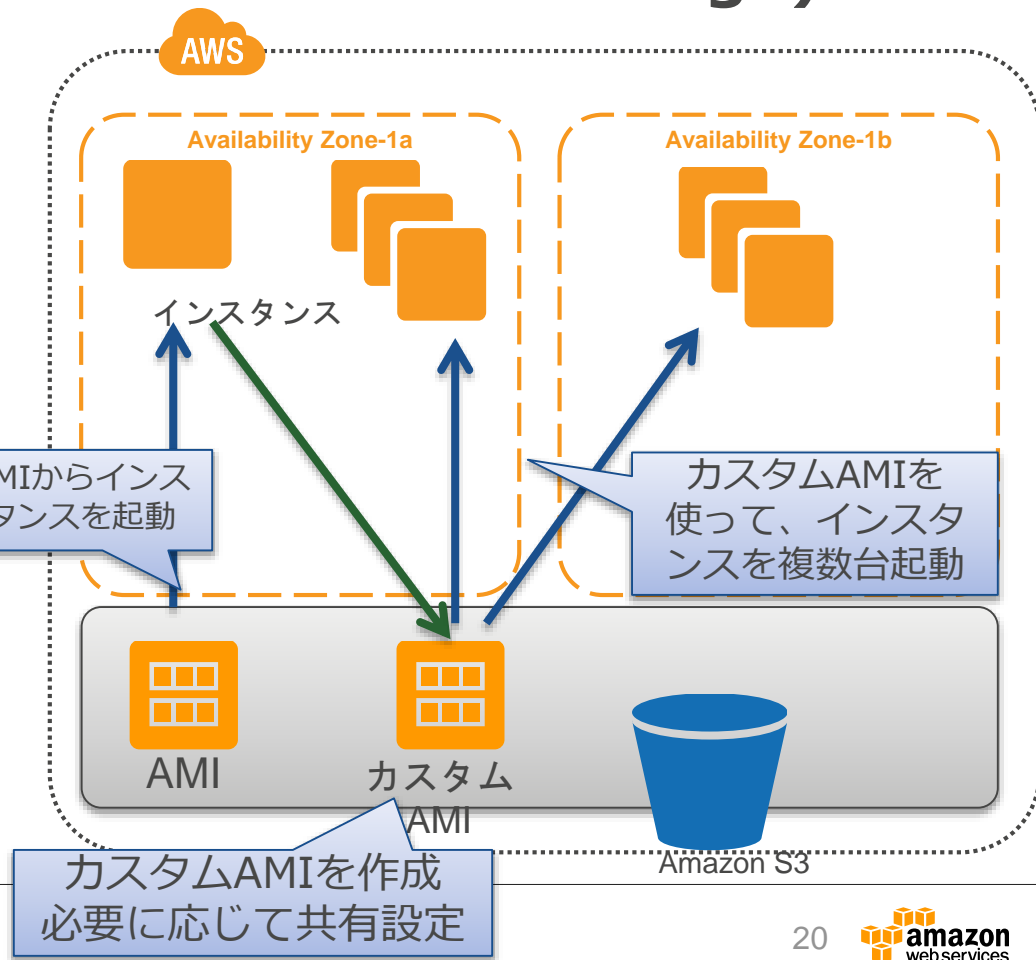 AWS
Availability Zone-1a
Availability Zone-1b
インスタンス
MIからインス
タンスを起動
カスタムAMIを
使って、インスタ
ンスを複数台起動
AMI
カスタム
AMI
Amazon S3
カスタムAMIを作成
必要に応じて共有設定
20
amazon
webservices